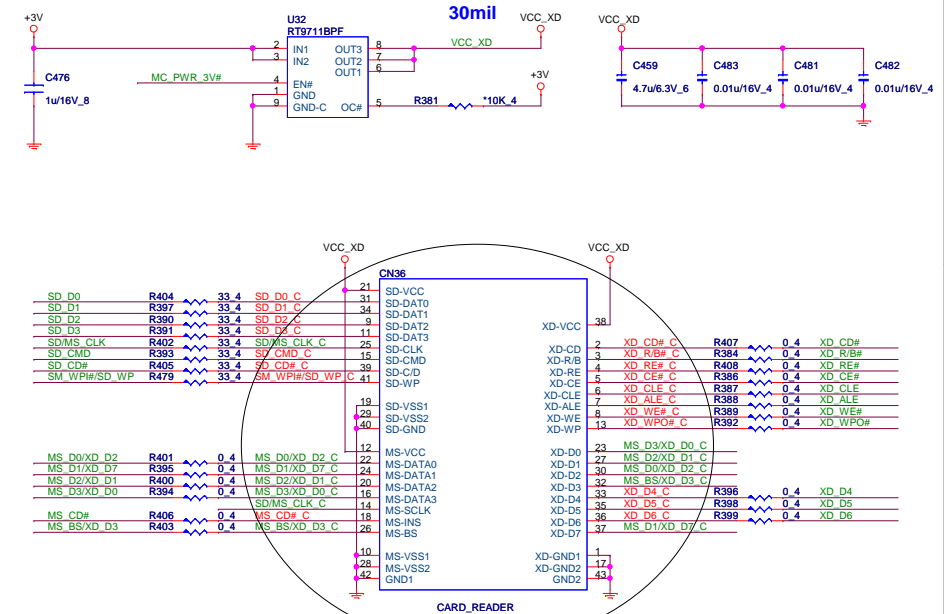 30mil
+3V
U32
RT9711BPF
VCC_XD
VCC_XD
2 IN1 OUT3 8 VCC_XD
3 IN2 OUT2 7
OUT1 6
C476
1u/16V_8
MC_PWR_3V# 4 EN#
1 GND
9 GND-C OC# 5 R381 *10K_4
+3V
C459
4.7u/6.3V_6
C483
0.01u/16V_4
C481
0.01u/16V_4
C482
0.01u/16V_4
VCC_XD
VCC_XD
CN36
21 SD-VCC
SD_D0 R404 33_4 SD_D0_C 31 SD-DAT0
SD_D1 R397 33_4 SD_D1_C 34 SD-DAT1
SD_D2 R390 33_4 SD_D2_C 9 SD-DAT2
SD_D3 R391 33_4 SD_D3_C 11 SD-DAT3
SD/MS_CLK R402 33_4 SD/MS_CLK_C 25 SD-CLK
SD_CMD R393 33_4 SD_CMD_C 15 SD-CMD
SD_CD# R405 33_4 SD_CD#_C 39 SD-C/D
SM_WPI#/SD_WP R479 33_4 SM_WPI#/SD_WP_C 41 SD-WP
19 SD-VSS1
29 SD-VSS2
40 SD-GND
12 MS-VCC
MS_D0/XD_D2 R401 0_4 MS_D0/XD_D2_C 22 MS-DATA0
MS_D1/XD_D7 R395 0_4 MS_D1/XD_D7_C 24 MS-DATA1
MS_D2/XD_D1 R400 0_4 MS_D2/XD_D1_C 20 MS-DATA2
MS_D3/XD_D0 R394 0_4 MS_D3/XD_D0_C 16 MS-DATA3
SD/MS_CLK_C 14 MS-SCLK
MS_CD# R406 0_4 MS_CD#_C 18 MS-INS
MS_BS/XD_D3 R403 0_4 MS_BS/XD_D3_C 26 MS-BS
10 MS-VSS1
28 MS-VSS2
42 GND1
XD-VCC 38
XD-CD 2 XD_CD#_C R407 0_4 XD_CD#
XD-R/B 3 XD_R/B#_C R384 0_4 XD_R/B#
XD-RE 4 XD_RE#_C R408 0_4 XD_RE#
XD-CE 5 XD_CE#_C R386 0_4 XD_CE#
XD-CLE 6 XD_CLE_C R387 0_4 XD_CLE
XD-ALE 7 XD_ALE_C R388 0_4 XD_ALE
XD-WE 8 XD_WE#_C R389 0_4 XD_WE#
XD-WP 13 XD_WPO#_C R392 0_4 XD_WPO#
XD-D0 23 MS_D3/XD_D0_C
XD-D1 27 MS_D2/XD_D1_C
XD-D2 30 MS_D0/XD_D2_C
XD-D3 32 MS_BS/XD_D3_C
XD-D4 33 XD_D4_C R396 0_4 XD_D4
XD-D5 35 XD_D5_C R398 0_4 XD_D5
XD-D6 36 XD_D6_C R399 0_4 XD_D6
XD-D7 37 MS_D1/XD_D7_C
XD-GND1 1
XD-GND2 17
GND2 43
CARD_READER